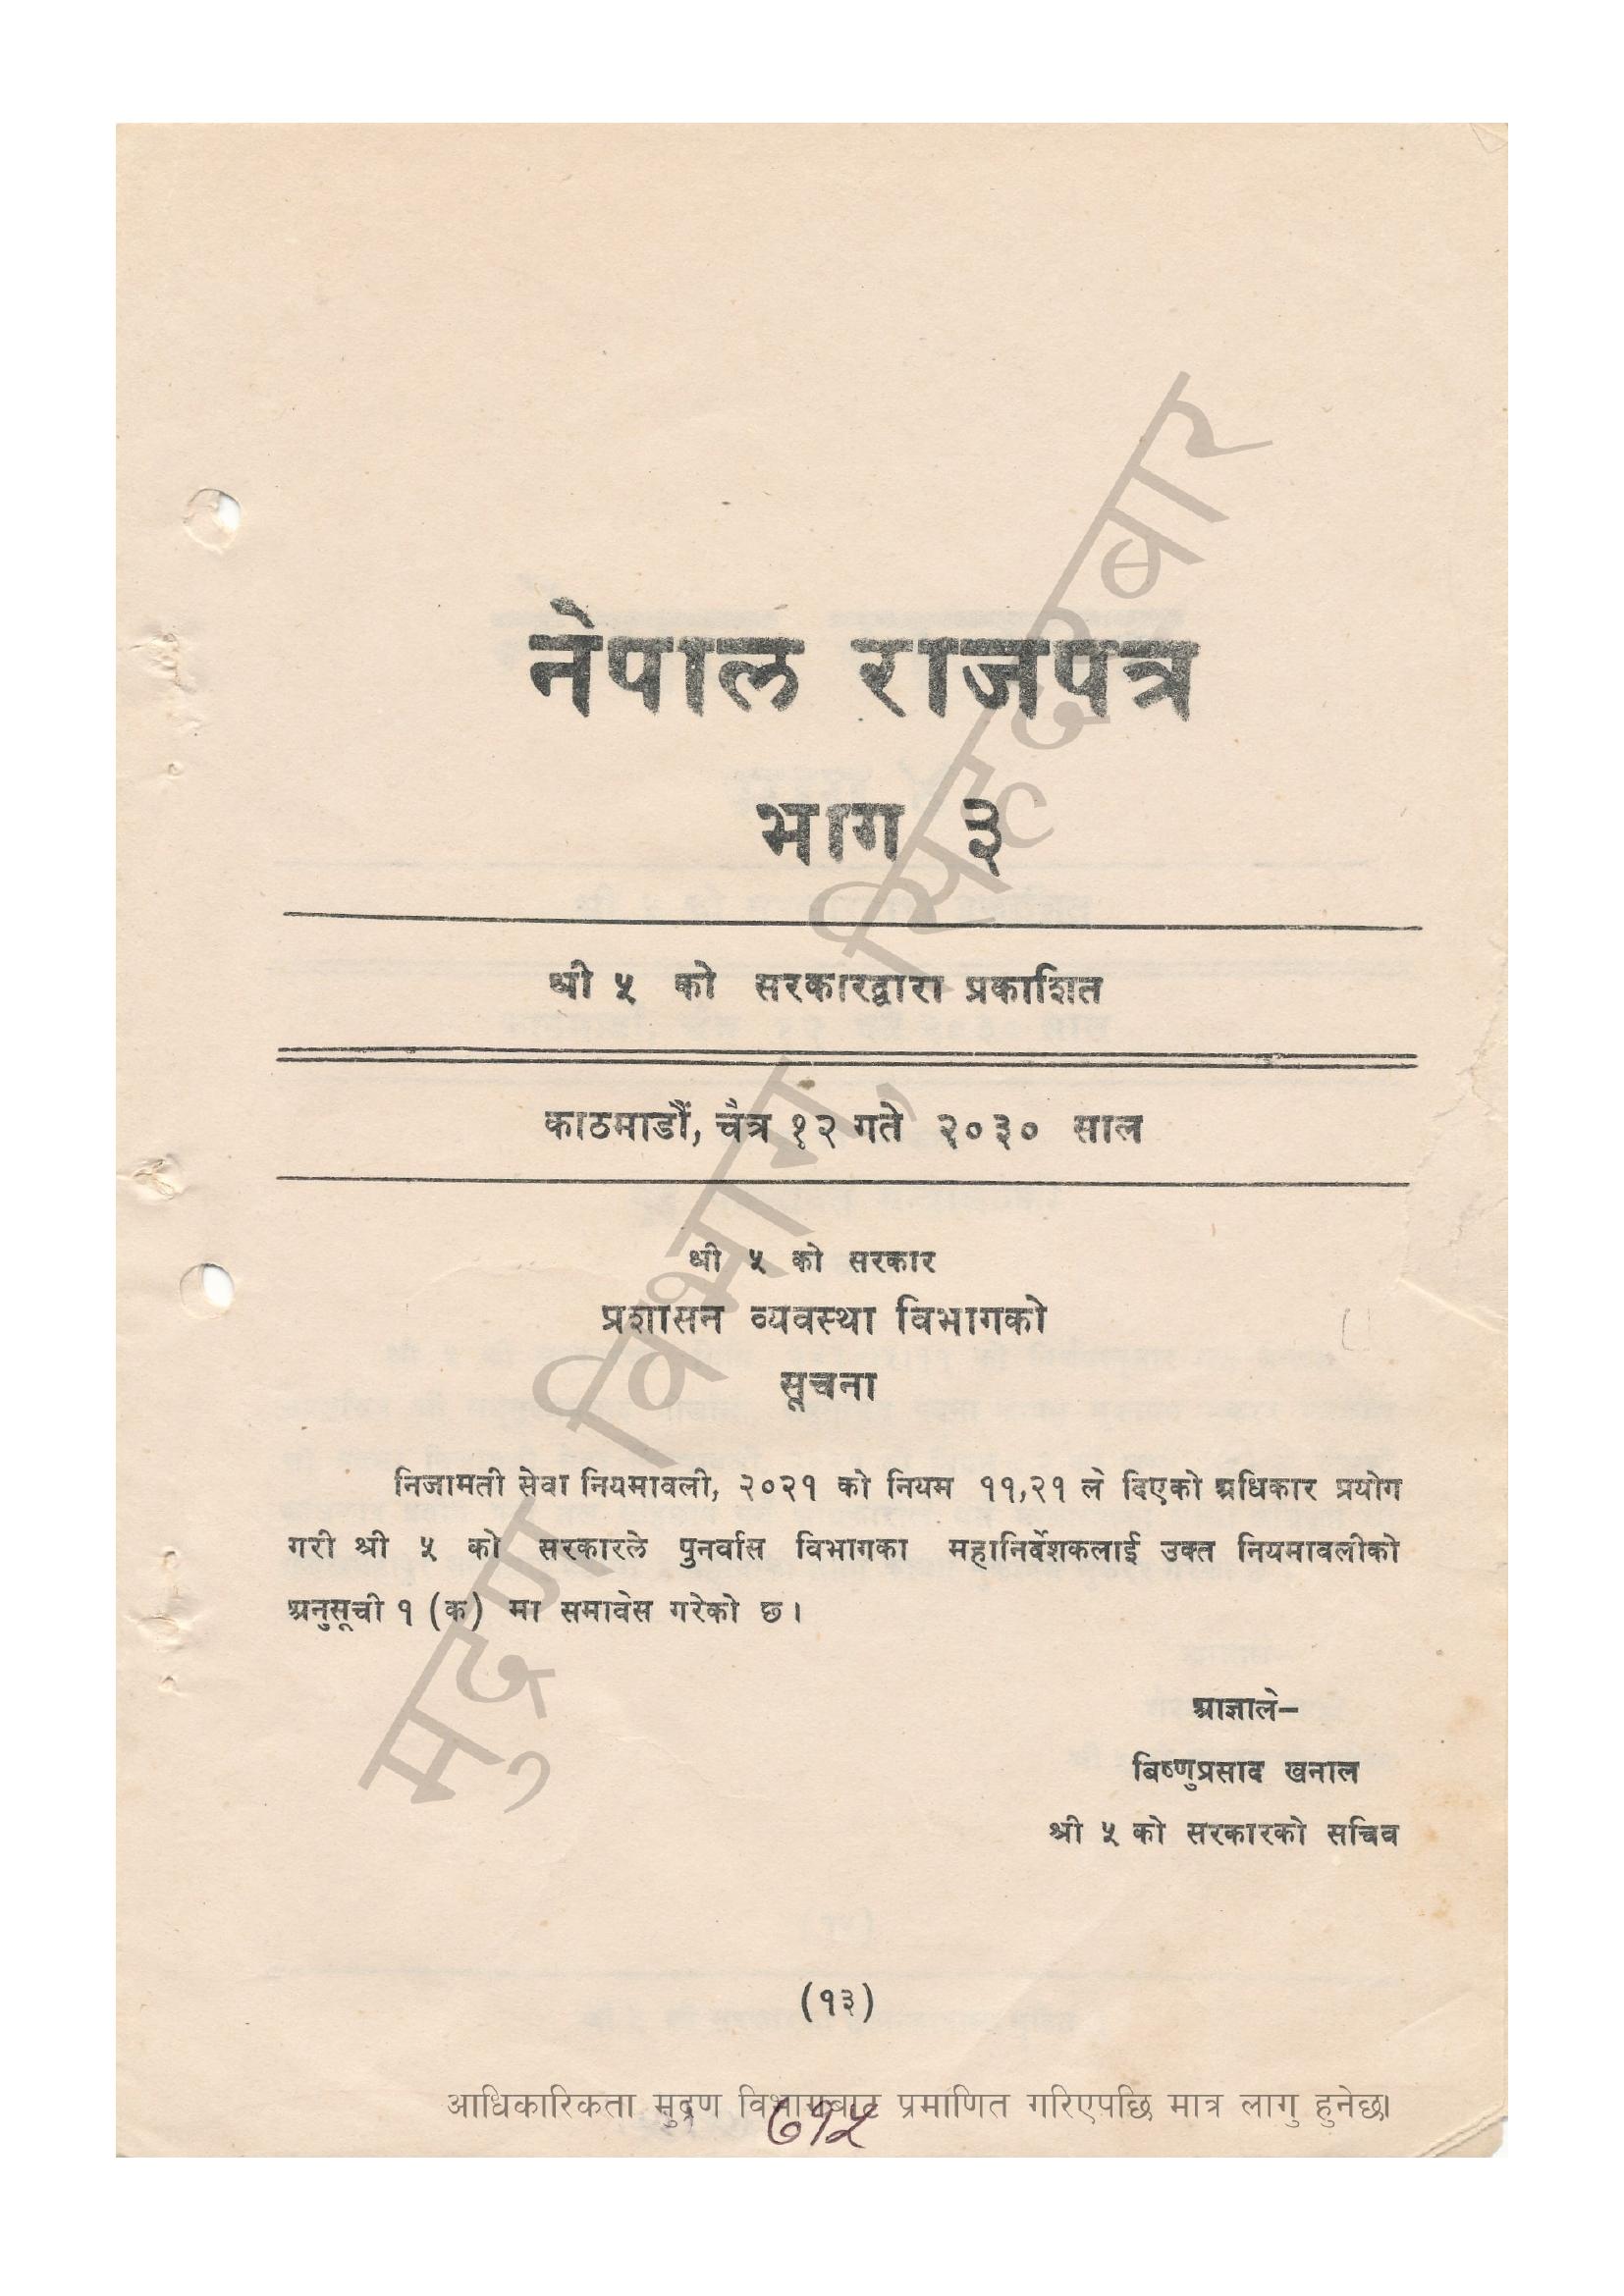 नेपाल राजपत्र
भाग ३
श्री ५ को सरकारद्वारा प्रकाशित
काठमाडौं, चैत्र १२ गते २०३० साल
श्री ५ को सरकार
प्रशासन व्यवस्था विभागको
सूचना
निजामती सेवा नियमावली, २०२१ को नियम ११,२१ ले दिएको अधिकार प्रयोग
गरी श्री ५ को सरकारले पुनर्वास विभागका महानिर्देशकलाई उक्त नियमावलीको
अनुसूची १ (क) मा समावेस गरेको छ ।
आज्ञाले–
बिष्णुप्रसाद खनाल
श्री ५ को सरकारको सचिव
(१३)
आधिकारिकता मुद्रण विभागबाट प्रमाणित गरिएपछि मात्र लागु हुनेछ।
७१५
मुद्रण विभाग, सिंहदरबार